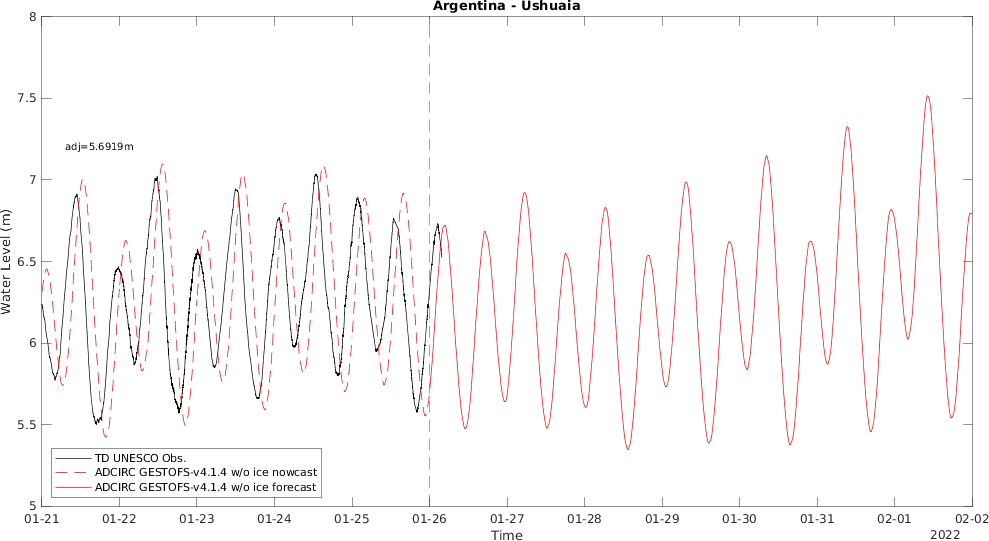 Argentina - Ushuaia
8
7.5
7
6.5
6
5.5
5
Water Level (m)
adj=5.6919m
TD UNESCO Obs.
ADCIRC GESTOFS-v4.1.4 w/o ice nowcast
ADCIRC GESTOFS-v4.1.4 w/o ice forecast
01-21 01-22 01-23 01-24 01-25 01-26 01-27 01-28 01-29 01-30 01-31 02-01 02-02
Time
2022